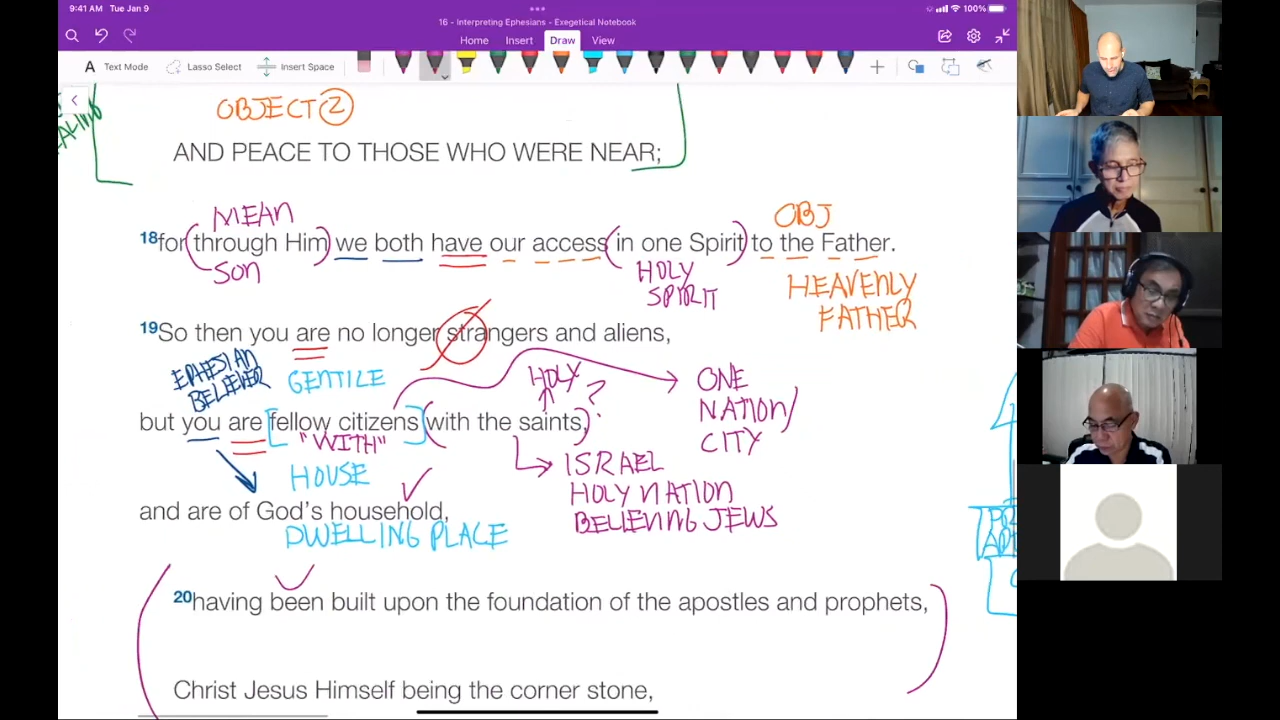 9:41 AM Tue Jan 9
100%
16 - Interpreting Ephesians - Exegetical Notebook
Home Insert Draw View
A Text Mode Lasso Select Insert Space
OBJECT 2
AND PEACE TO THOSE WHO WERE NEAR;
MEAN
OBJ
18for (through Him) we both have our access (in one Spirit) to the Father.
SON
HOLY
SPIRIT
HEAVENLY
FATHER
19So then you are no longer strangers and aliens,
EPHESIAN
BELIEVER
GENTILE
HOLY ?
ONE
NATION/
CITY
but you are [fellow citizens] (with the saints,)
"WITH"
HOUSE
ISRAEL
HOLY NATION
BELIEVING JEWS
and are of God's household,
DWELLING PLACE
20having been built upon the foundation of the apostles and prophets,
Christ Jesus Himself being the corner stone,